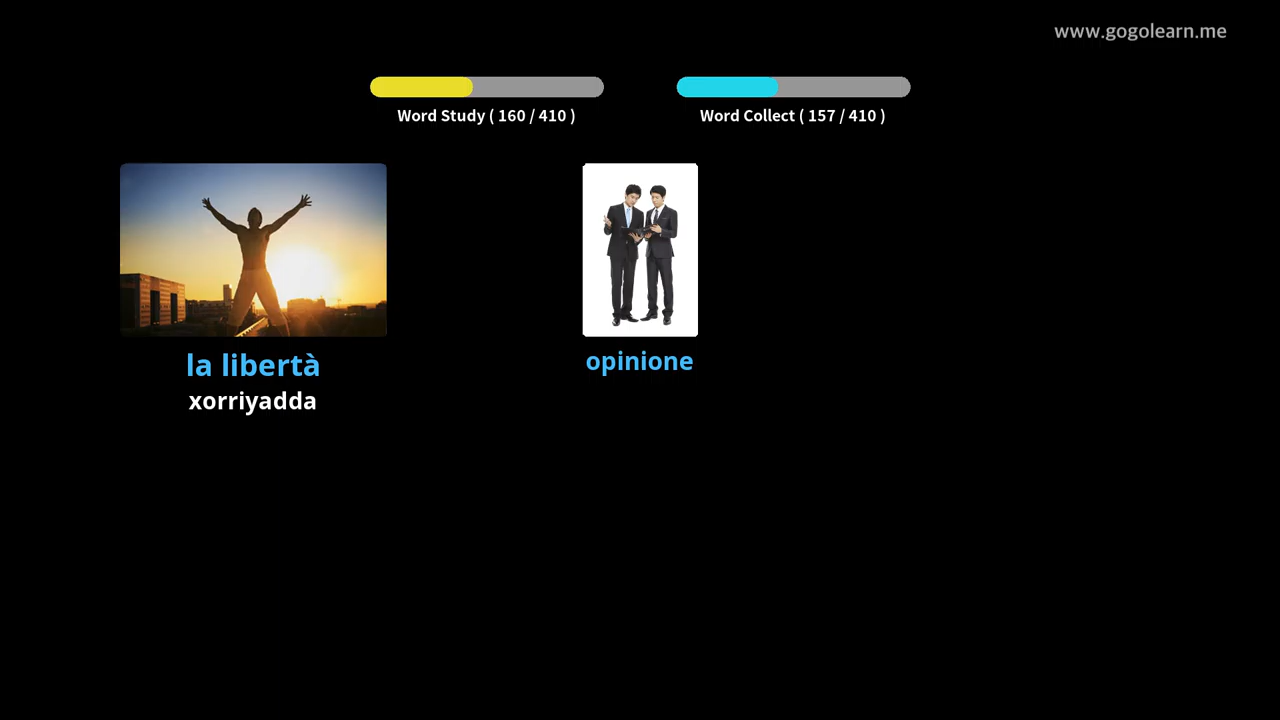 www.gogolearn.me
Word Study ( 160 / 410 )
Word Collect ( 157 / 410 )
la libertà
xorriyadda
opinione